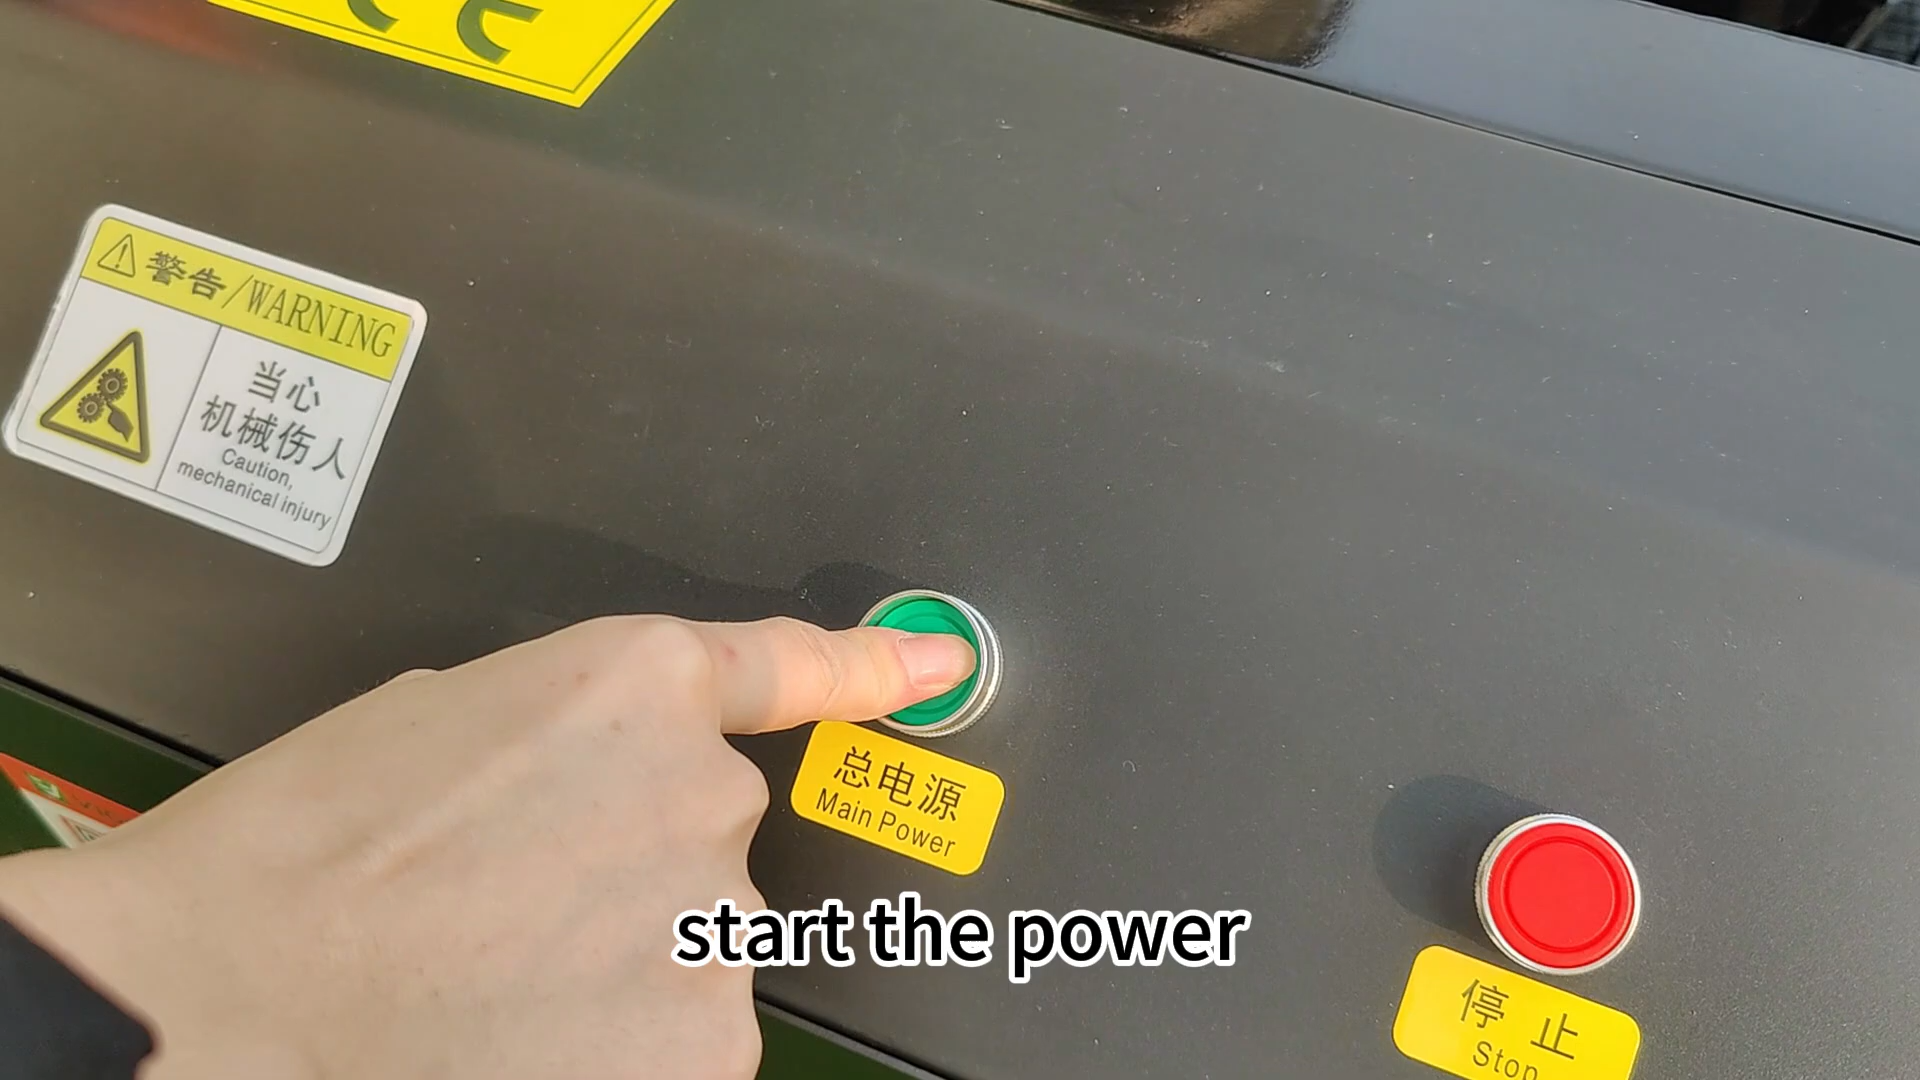 警告/WARNING
当心
机械伤人
Caution,
mechanical injury
总电源
Main Power
start the power
停止
Stop